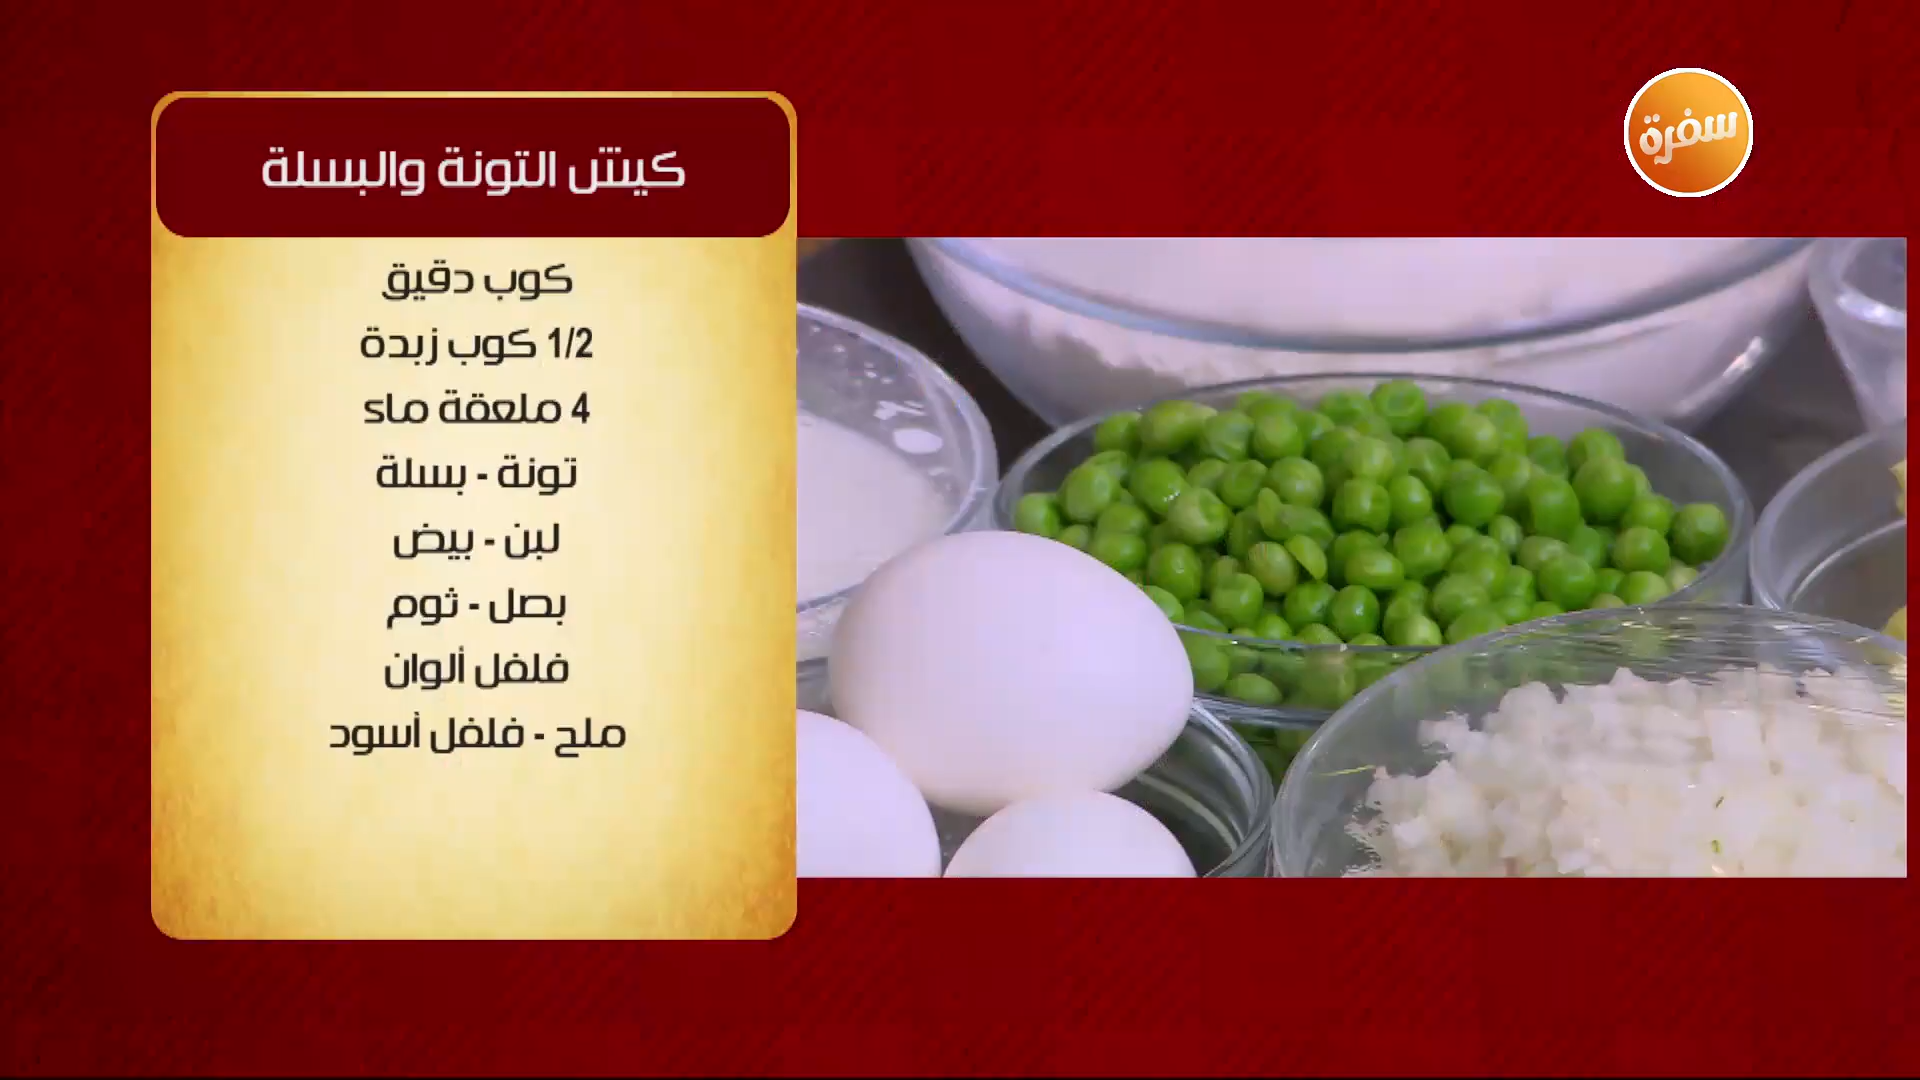 سفرة
كيش التونة والبسلة
كوب دقيق
1/2 كوب زبدة
4 ملعقة ماء
تونة - بسلة
لبن - بيض
بصل - ثوم
فلفل ألوان
ملح - فلفل أسود